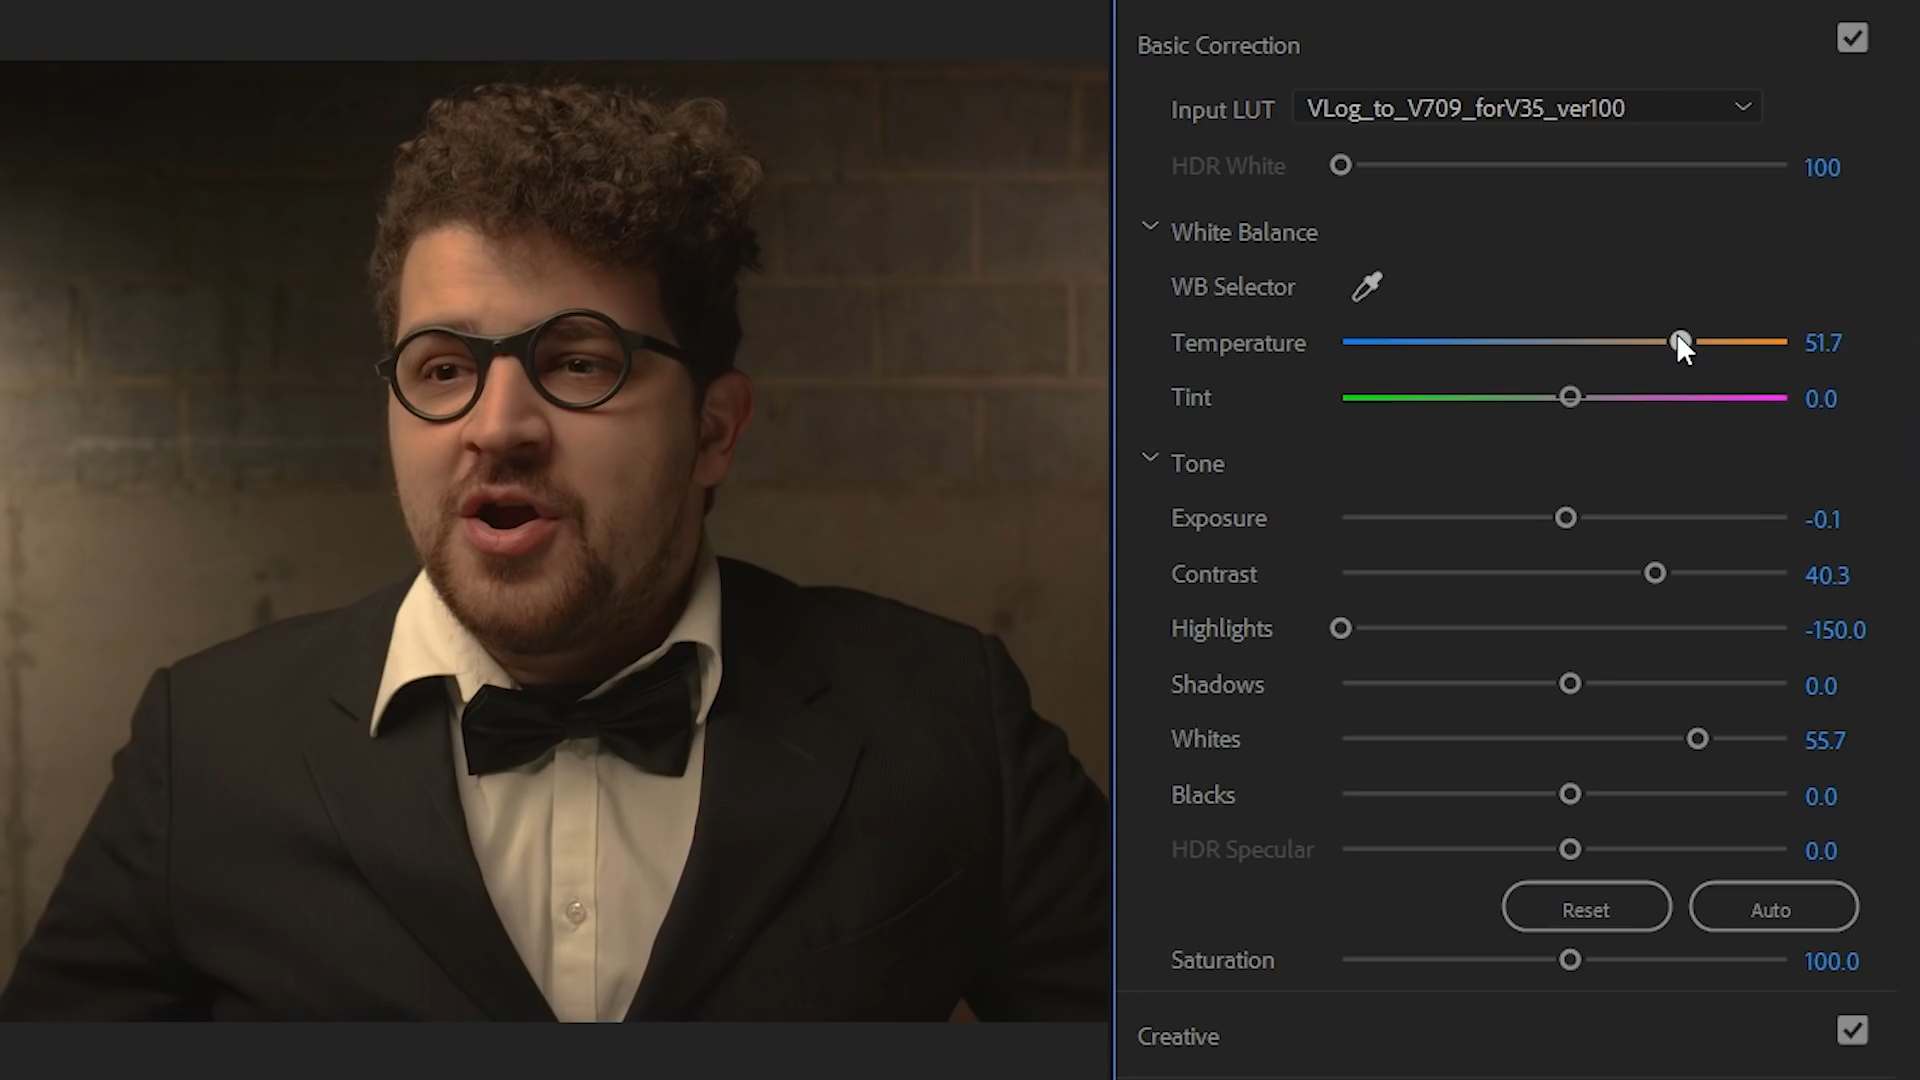 Basic Correction
Input LUT VLog_to_V709_forV35_ver100
HDR White 100
White Balance
WB Selector
Temperature 51.7
Tint 0.0
Tone
Exposure -0.1
Contrast 40.3
Highlights -150.0
Shadows 0.0
Whites 55.7
Blacks 0.0
HDR Specular 0.0
Reset Auto
Saturation 100.0
Creative